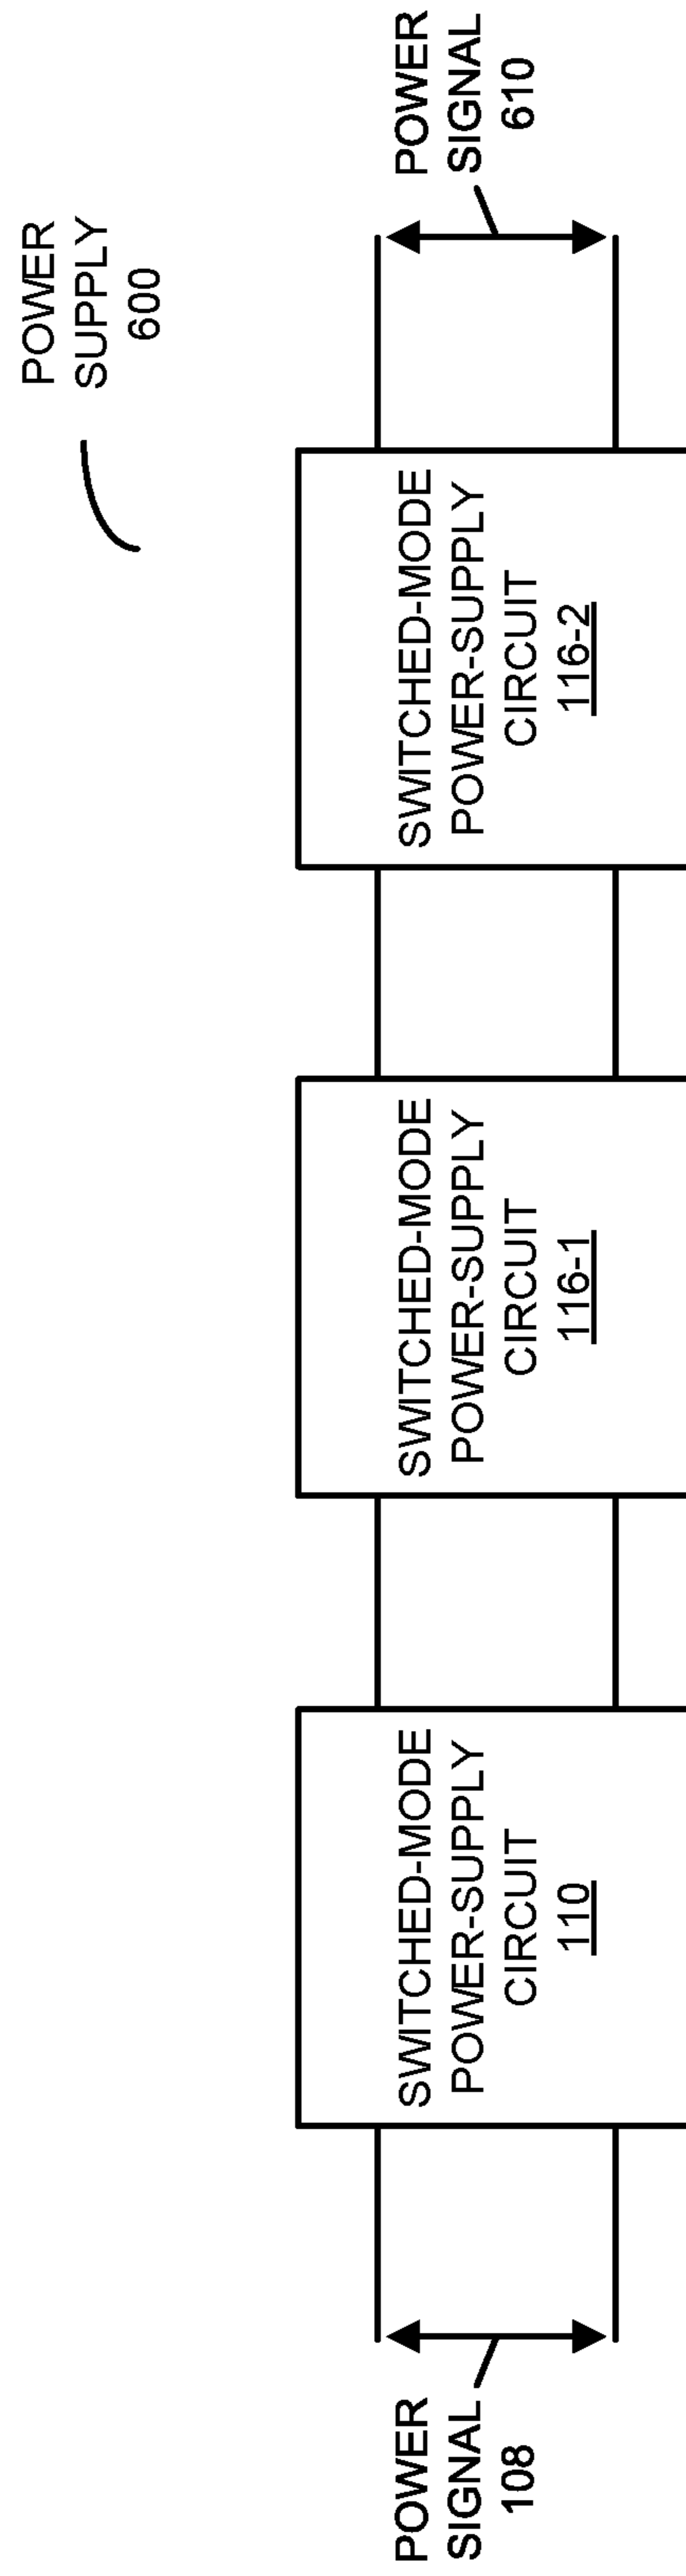 POWER
SUPPLY
600
POWER
SIGNAL
108
SWITCHED-MODE
POWER-SUPPLY
CIRCUIT
110
SWITCHED-MODE
POWER-SUPPLY
CIRCUIT
116-1
SWITCHED-MODE
POWER-SUPPLY
CIRCUIT
116-2
POWER
SIGNAL
610